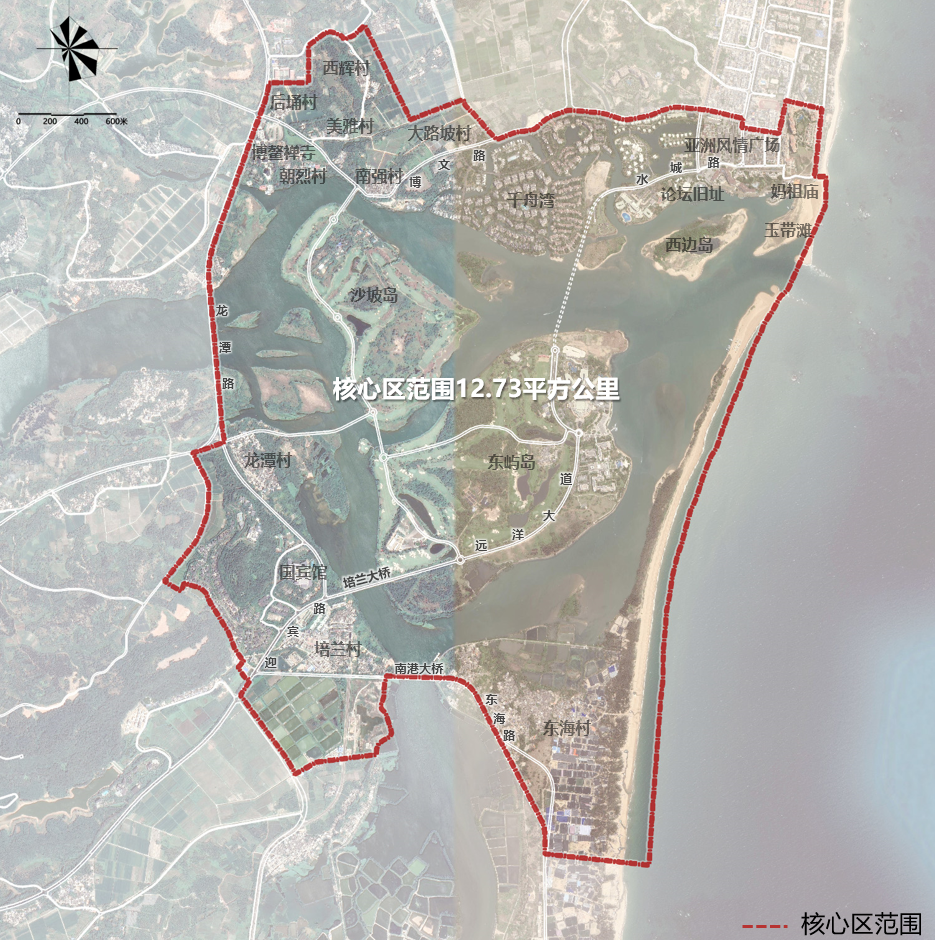 西辉村
后埇村
美雅村
大路坡村
博鳌禅寺
朝烈村
南强村
博文路
亚洲风情广场
水城路
千舟湾
论坛旧址
妈祖庙
玉带滩
西边岛
0 200 400 600米
沙坡岛
龙潭路
核心区范围12.73平方公里
龙潭村
东屿岛
远洋大道
国宾馆
培兰大桥
迎宾路
培兰村
南港大桥
东海路
东海村
核心区范围